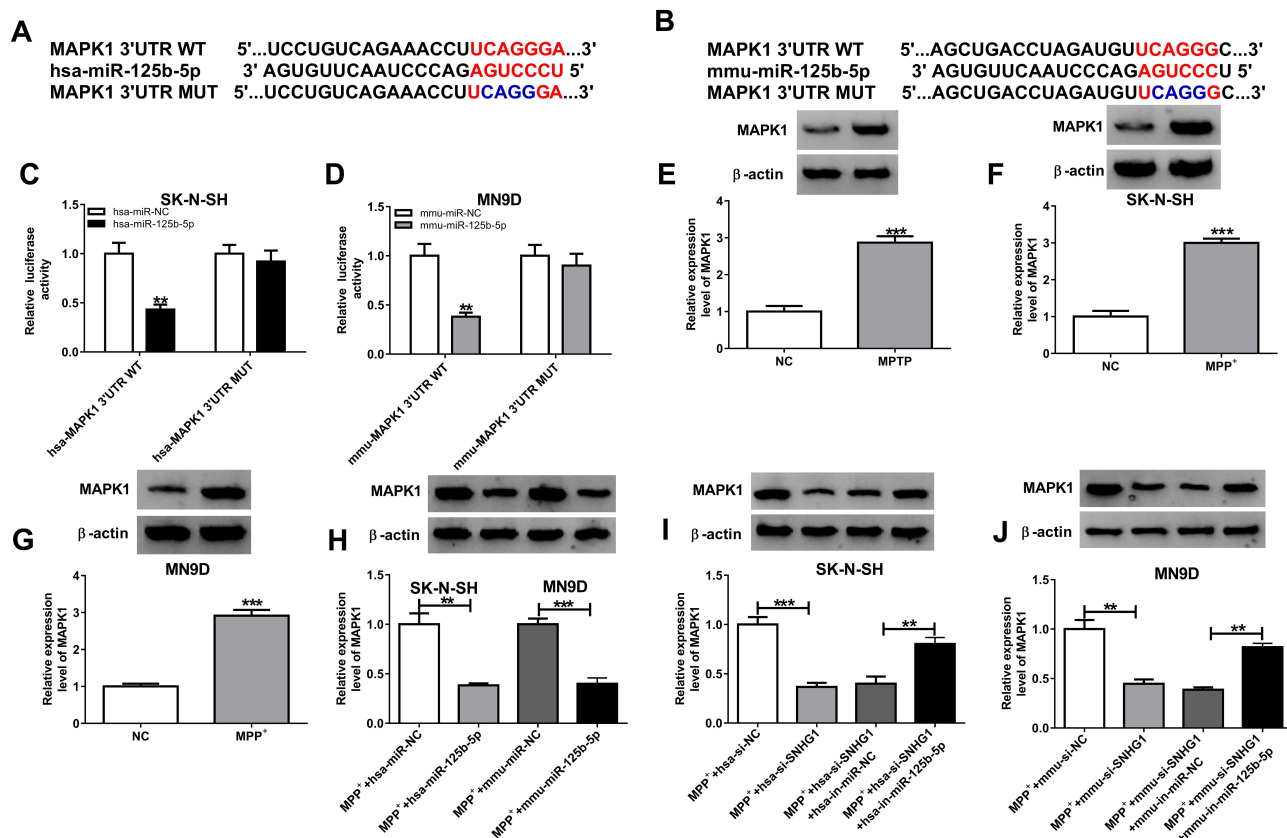 A
MAPK1 3'UTR WT 5'...UCCUGUCAGAAACCUUCAGGGA...3'
hsa-miR-125b-5p 3' AGUGUUCAAUCCCAGAGUCCCU 5'
MAPK1 3'UTR MUT 5'...UCCUGUCAGAAACCUUCAGGGA...3'
B
MAPK1 3'UTR WT 5'...AGCUGACCUAGAUGUUCAGGGC...3'
mmu-miR-125b-5p 3' AGUGUUCAAUCCCAGAGUCCCU 5'
MAPK1 3'UTR MUT 5'...AGCUGACCUAGAUGUUCAGGGC...3'
C
SK-N-SH
hsa-miR-NC
hsa-miR-125b-5p
Relative luciferase
activity
1.5
1.0
0.5
0.0
**
hsa-MAPK1 3'UTR WT
hsa-MAPK1 3'UTR MUT
D
MN9D
mmu-miR-NC
mmu-miR-125b-5p
Relative luciferase
activity
1.5
1.0
0.5
0.0
**
mmu-MAPK1 3'UTR WT
mmu-MAPK1 3'UTR MUT
E
MAPK1
β-actin
Relative expression
level of MAPK1
4
3
2
1
0
***
NC
MPTP
F
MAPK1
β-actin
SK-N-SH
Relative expression
level of MAPK1
4
3
2
1
0
***
NC
MPP+
G
MAPK1
β-actin
MN9D
Relative expression
level of MAPK1
4
3
2
1
0
***
NC
MPP+
H
MAPK1
β-actin
SK-N-SH
MN9D
Relative expression
level of MAPK1
1.5
1.0
0.5
0.0
**
***
MPP++hsa-miR-NC
MPP++hsa-miR-125b-5p
MPP++mmu-miR-NC
MPP++mmu-miR-125b-5p
I
MAPK1
β-actin
SK-N-SH
Relative expression
level of MAPK1
1.5
1.0
0.5
0.0
***
**
MPP++hsa-si-NC
MPP++hsa-si-SNHG1
MPP++hsa-si-SNHG1
+hsa-in-miR-NC
MPP++hsa-si-SNHG1
+hsa-in-miR-125b-5p
J
MAPK1
β-actin
MN9D
Relative expression
level of MAPK1
1.5
1.0
0.5
0.0
**
**
MPP++mmu-si-NC
MPP++mmu-si-SNHG1
MPP++mmu-si-SNHG1
+mmu-in-miR-NC
MPP++mmu-si-SNHG1
+mmu-in-miR-125b-5p